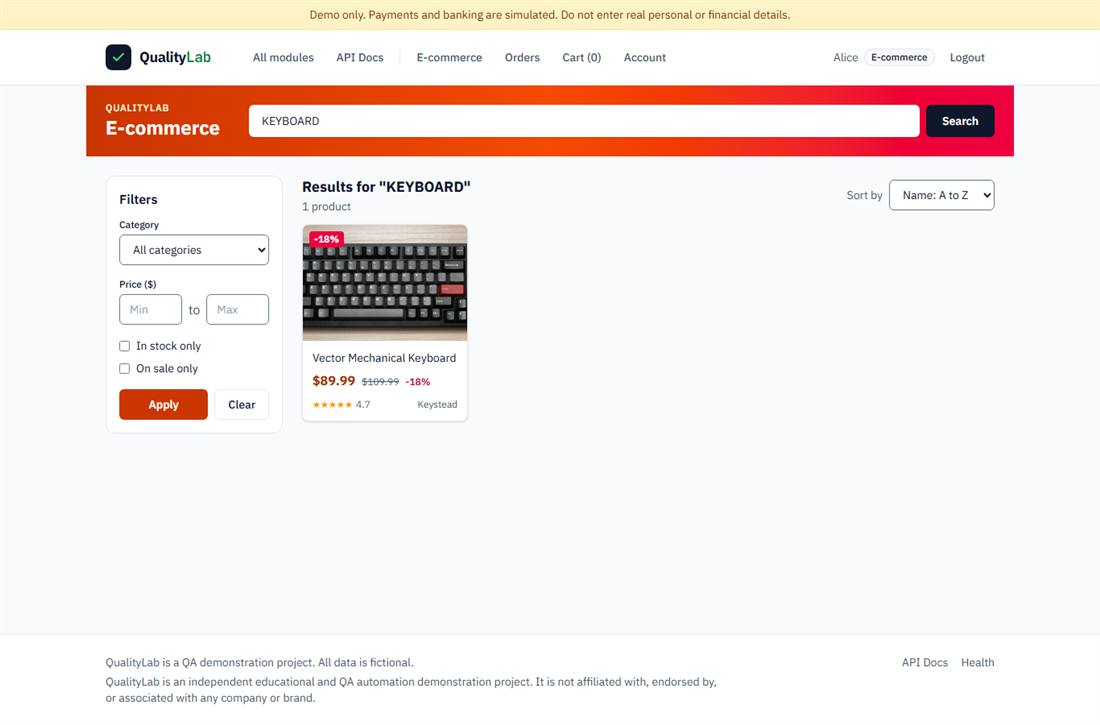 Demo only. Payments and banking are simulated. Do not enter real personal or financial details.
QualityLab
All modules
API Docs
E-commerce
Orders
Cart (0)
Account
Alice
E-commerce
Logout
QUALITYLAB
E-commerce
KEYBOARD
Search
Filters
Category
All categories
Price ($)
Min
to
Max
In stock only
On sale only
Apply
Clear
Results for "KEYBOARD"
1 product
Sort by
Name: A to Z
-18%
Vector Mechanical Keyboard
$89.99 $109.99 -18%
★★★★★ 4.7
Keystead
QualityLab is a QA demonstration project. All data is fictional.
QualityLab is an independent educational and QA automation demonstration project. It is not affiliated with, endorsed by,
or associated with any company or brand.
API Docs
Health